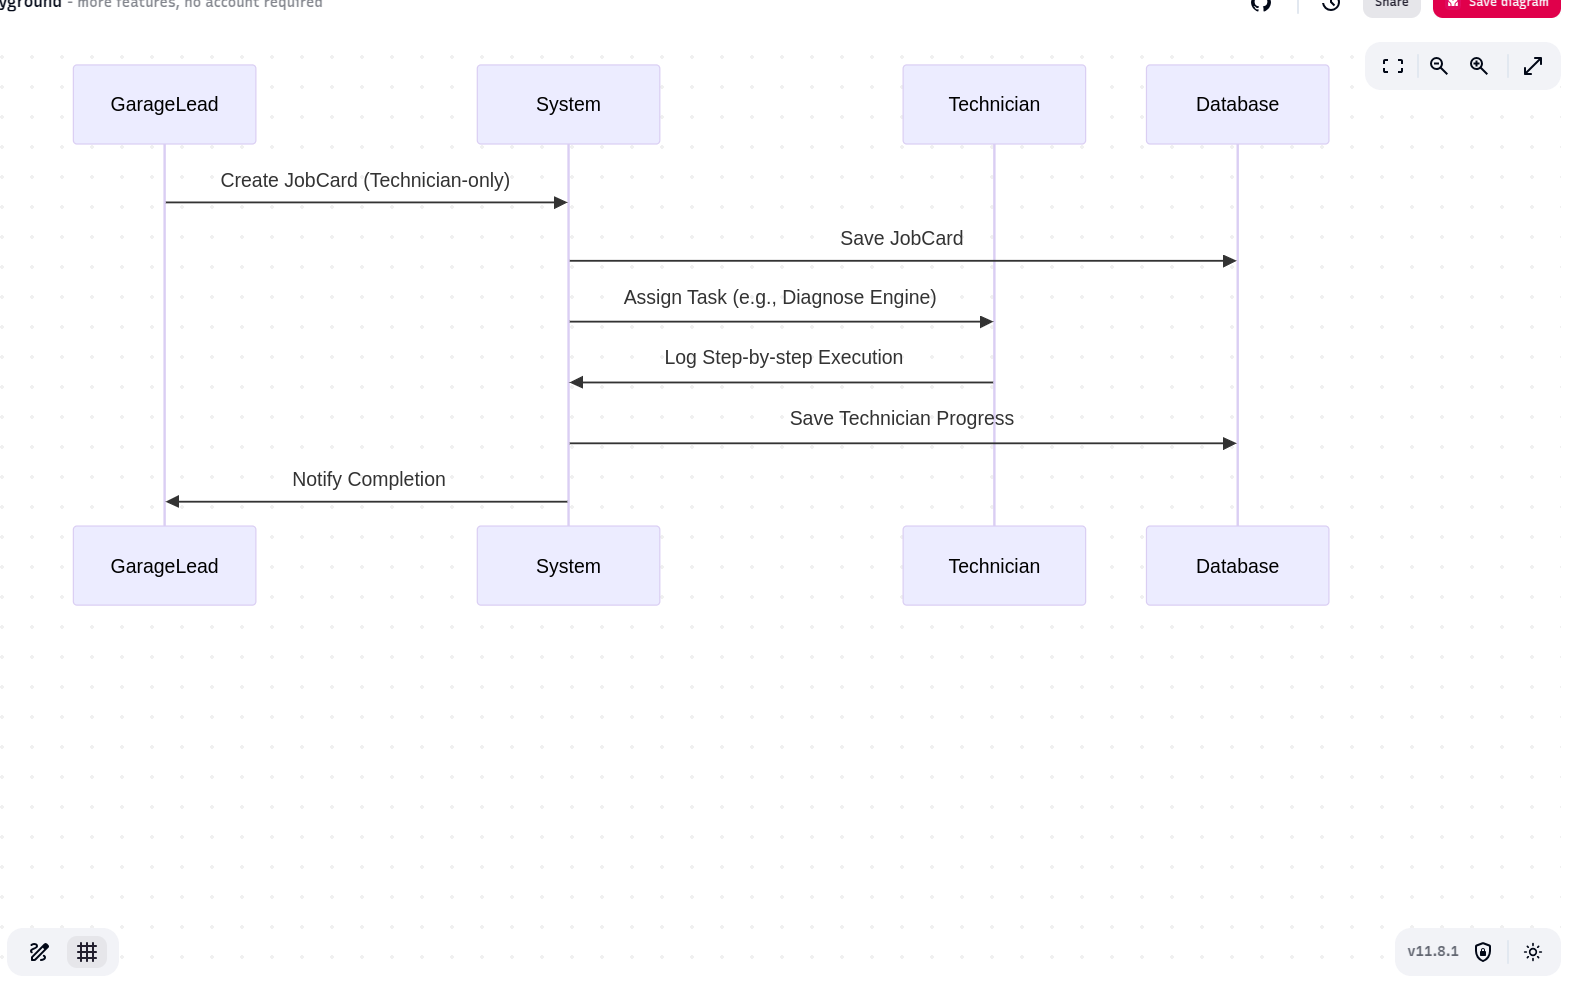 yground - more features, no account required
Share
Save diagram
GarageLead
System
Technician
Database
Create JobCard (Technician-only)
Save JobCard
Assign Task (e.g., Diagnose Engine)
Log Step-by-step Execution
Save Technician Progress
Notify Completion
GarageLead
System
Technician
Database
v11.8.1